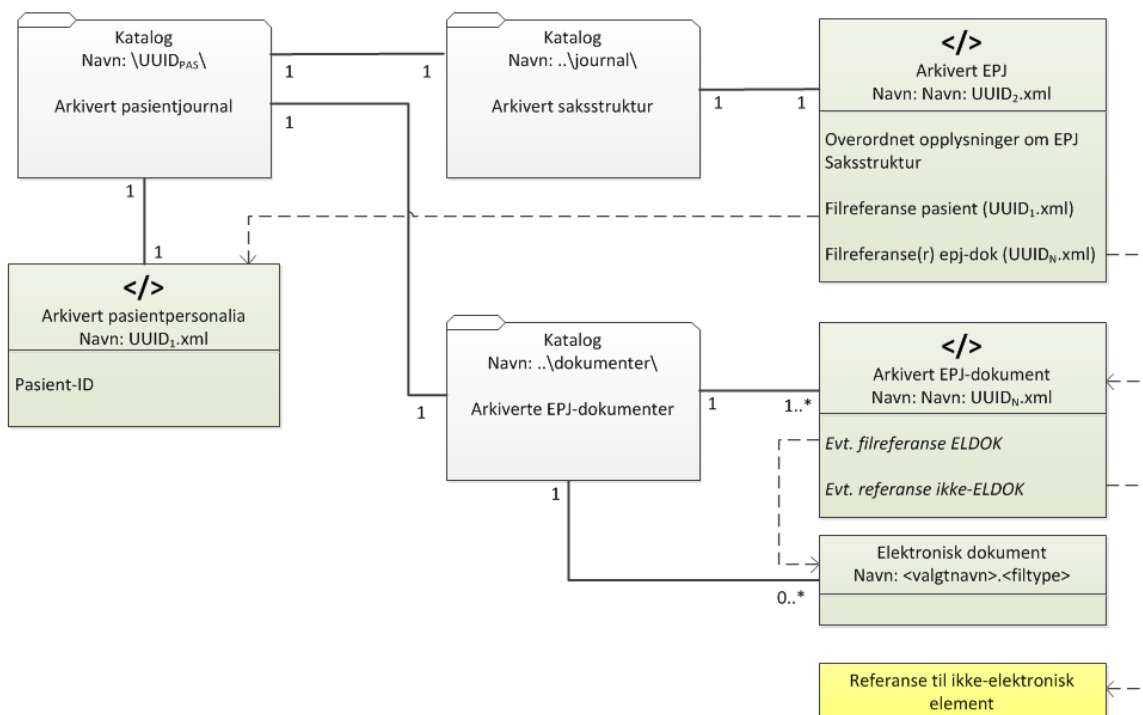 Katalog
Navn: \UUIDPAS\
Arkivert pasientjournal
1
1
1
1
1
Katalog
Navn: ..\journal\
Arkivert saksstruktur
1
1
</>
Arkivert EPJ
Navn: Navn: UUID2.xml
Overordnet opplysninger om EPJ
Saksstruktur
Filreferanse pasient (UUID1.xml)
Filreferanse(r) epj-dok (UUIDN.xml)
</>
Arkivert pasientpersonalia
Navn: UUID1.xml
Pasient-ID
Katalog
Navn: ..\dokumenter\
Arkiverte EPJ-dokumenter
1
1
1..*
1
0..*
</>
Arkivert EPJ-dokument
Navn: Navn: UUIDN.xml
Evt. filreferanse ELDOK
Evt. referanse ikke-ELDOK
Elektronisk dokument
Navn: <valgtnavn>.<filtype>
Referanse til ikke-elektronisk
element